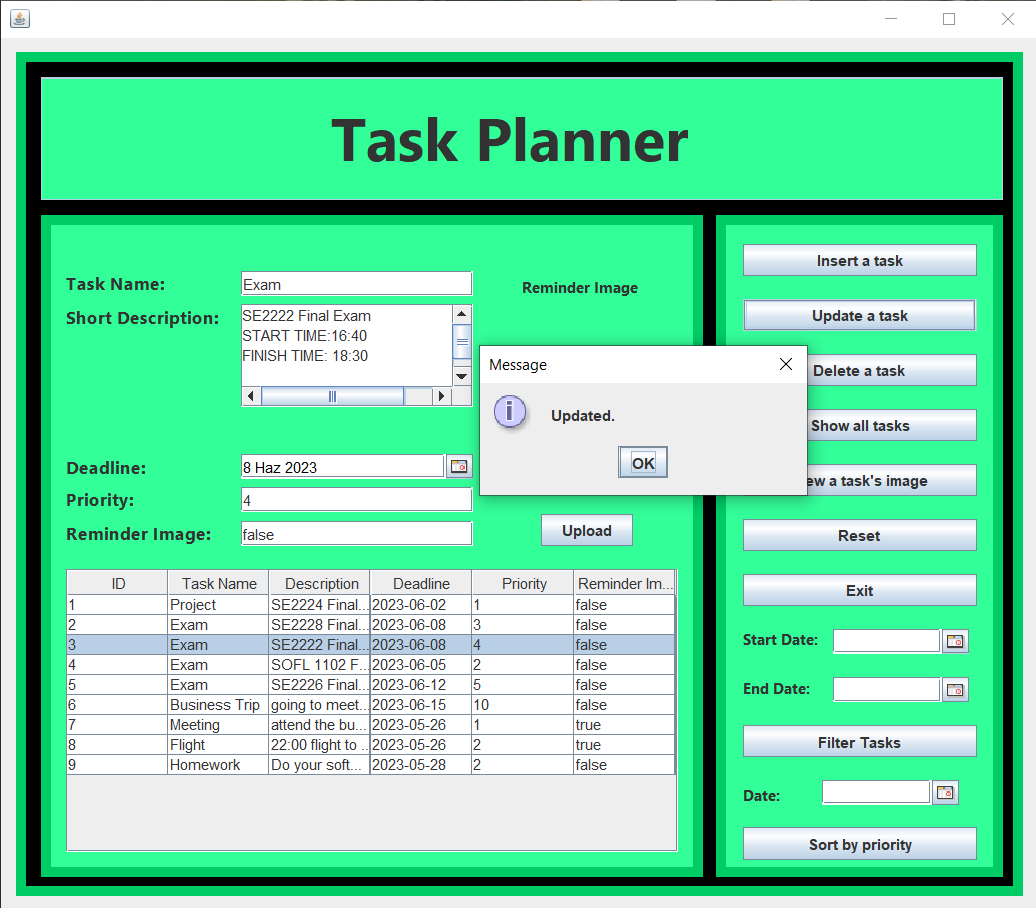 Task Planner
Task Name:
Exam
Reminder Image
Short Description:
SE2222 Final Exam
START TIME:16:40
FINISH TIME: 18:30
Deadline:
8 Haz 2023
Priority:
4
Reminder Image:
false
Upload
Message
Updated.
OK
ID Task Name Description Deadline Priority Reminder Im...
1 Project SE2224 Final... 2023-06-02 1 false
2 Exam SE2228 Final... 2023-06-08 3 false
3 Exam SE2222 Final... 2023-06-08 4 false
4 Exam SOFL 1102 F... 2023-06-05 2 false
5 Exam SE2226 Final... 2023-06-12 5 false
6 Business Trip going to meet... 2023-06-15 10 false
7 Meeting attend the bu... 2023-05-26 1 true
8 Flight 22:00 flight to ... 2023-05-26 2 true
9 Homework Do your soft... 2023-05-28 2 false
Insert a task
Update a task
Delete a task
Show all tasks
ew a task's image
Reset
Exit
Start Date:
End Date:
Filter Tasks
Date:
Sort by priority